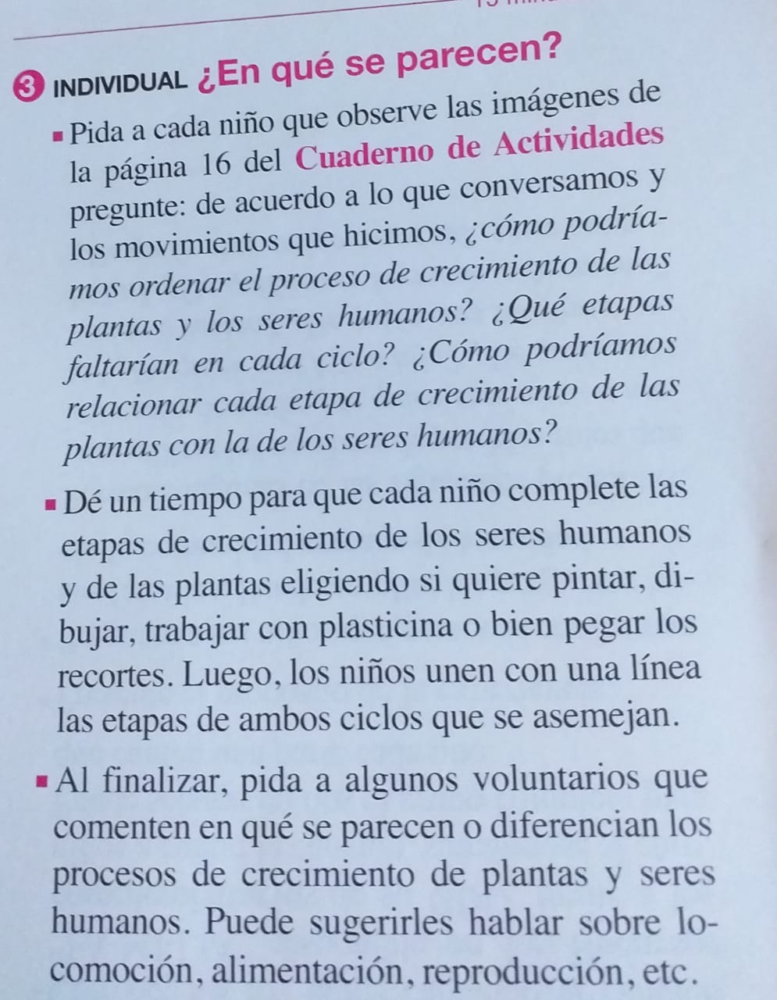 3 INDIVIDUAL ¿En qué se parecen?
▪ Pida a cada niño que observe las imágenes de
la página 16 del Cuaderno de Actividades
pregunte: de acuerdo a lo que conversamos y
los movimientos que hicimos, ¿cómo podría-
mos ordenar el proceso de crecimiento de las
plantas y los seres humanos? ¿Qué etapas
faltarían en cada ciclo? ¿Cómo podríamos
relacionar cada etapa de crecimiento de las
plantas con la de los seres humanos?
▪ Dé un tiempo para que cada niño complete las
etapas de crecimiento de los seres humanos
y de las plantas eligiendo si quiere pintar, di-
bujar, trabajar con plasticina o bien pegar los
recortes. Luego, los niños unen con una línea
las etapas de ambos ciclos que se asemejan.
▪ Al finalizar, pida a algunos voluntarios que
comenten en qué se parecen o diferencian los
procesos de crecimiento de plantas y seres
humanos. Puede sugerirles hablar sobre lo-
comoción, alimentación, reproducción, etc.